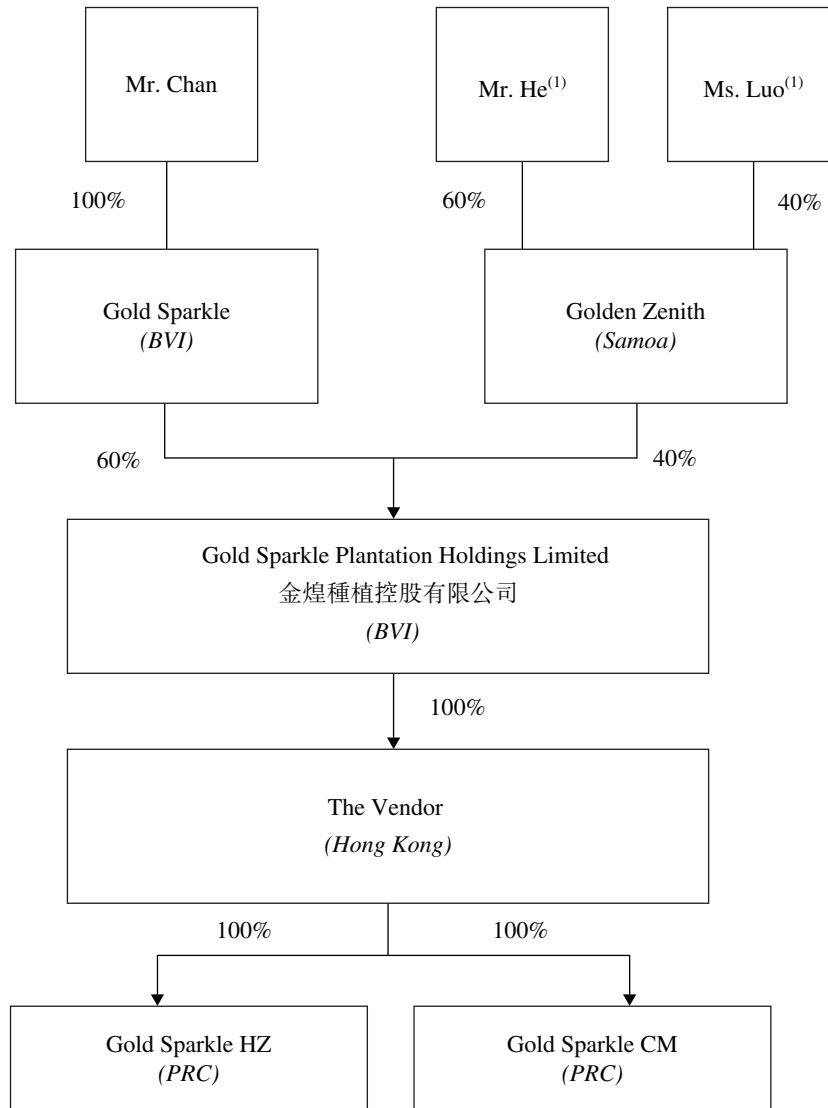 Mr. Chan
Mr. He(1)
Ms. Luo(1)
100%
60%
40%
Gold Sparkle
(BVI)
Golden Zenith
(Samoa)
60%
40%
Gold Sparkle Plantation Holdings Limited
金煌種植控股有限公司
(BVI)
100%
The Vendor
(Hong Kong)
100%
100%
Gold Sparkle HZ
(PRC)
Gold Sparkle CM
(PRC)